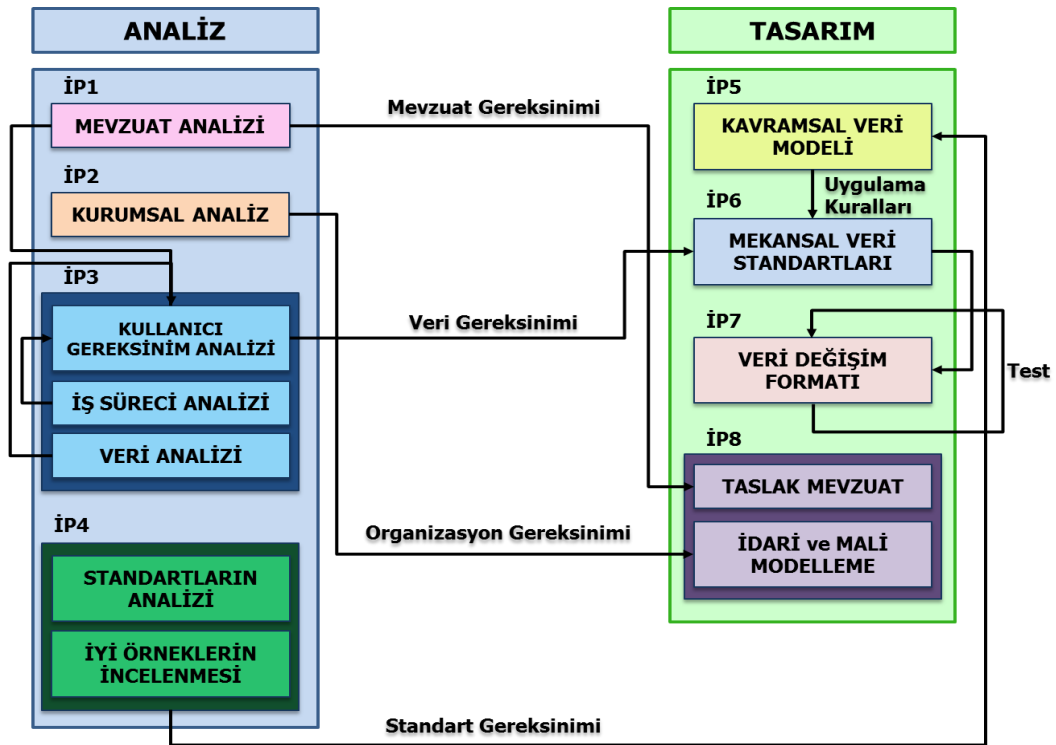 ANALİZ
İP1
MEVZUAT ANALİZİ
İP2
KURUMSAL ANALİZ
İP3
KULLANICI
GEREKSİNİM ANALİZİ
İŞ SÜRECİ ANALİZİ
VERİ ANALİZİ
İP4
STANDARTLARIN
ANALİZİ
İYİ ÖRNEKLERİN
İNCELENMESİ
Mevzuat Gereksinimi
Veri Gereksinimi
Organizasyon Gereksinimi
Standart Gereksinimi
TASARIM
İP5
KAVRAMSAL VERİ
MODELİ
Uygulama
Kuralları
İP6
MEKANSAL VERİ
STANDARTLARI
İP7
VERİ DEĞİŞİM
FORMATI
Test
İP8
TASLAK MEVZUAT
İDARİ ve MALİ
MODELLEME